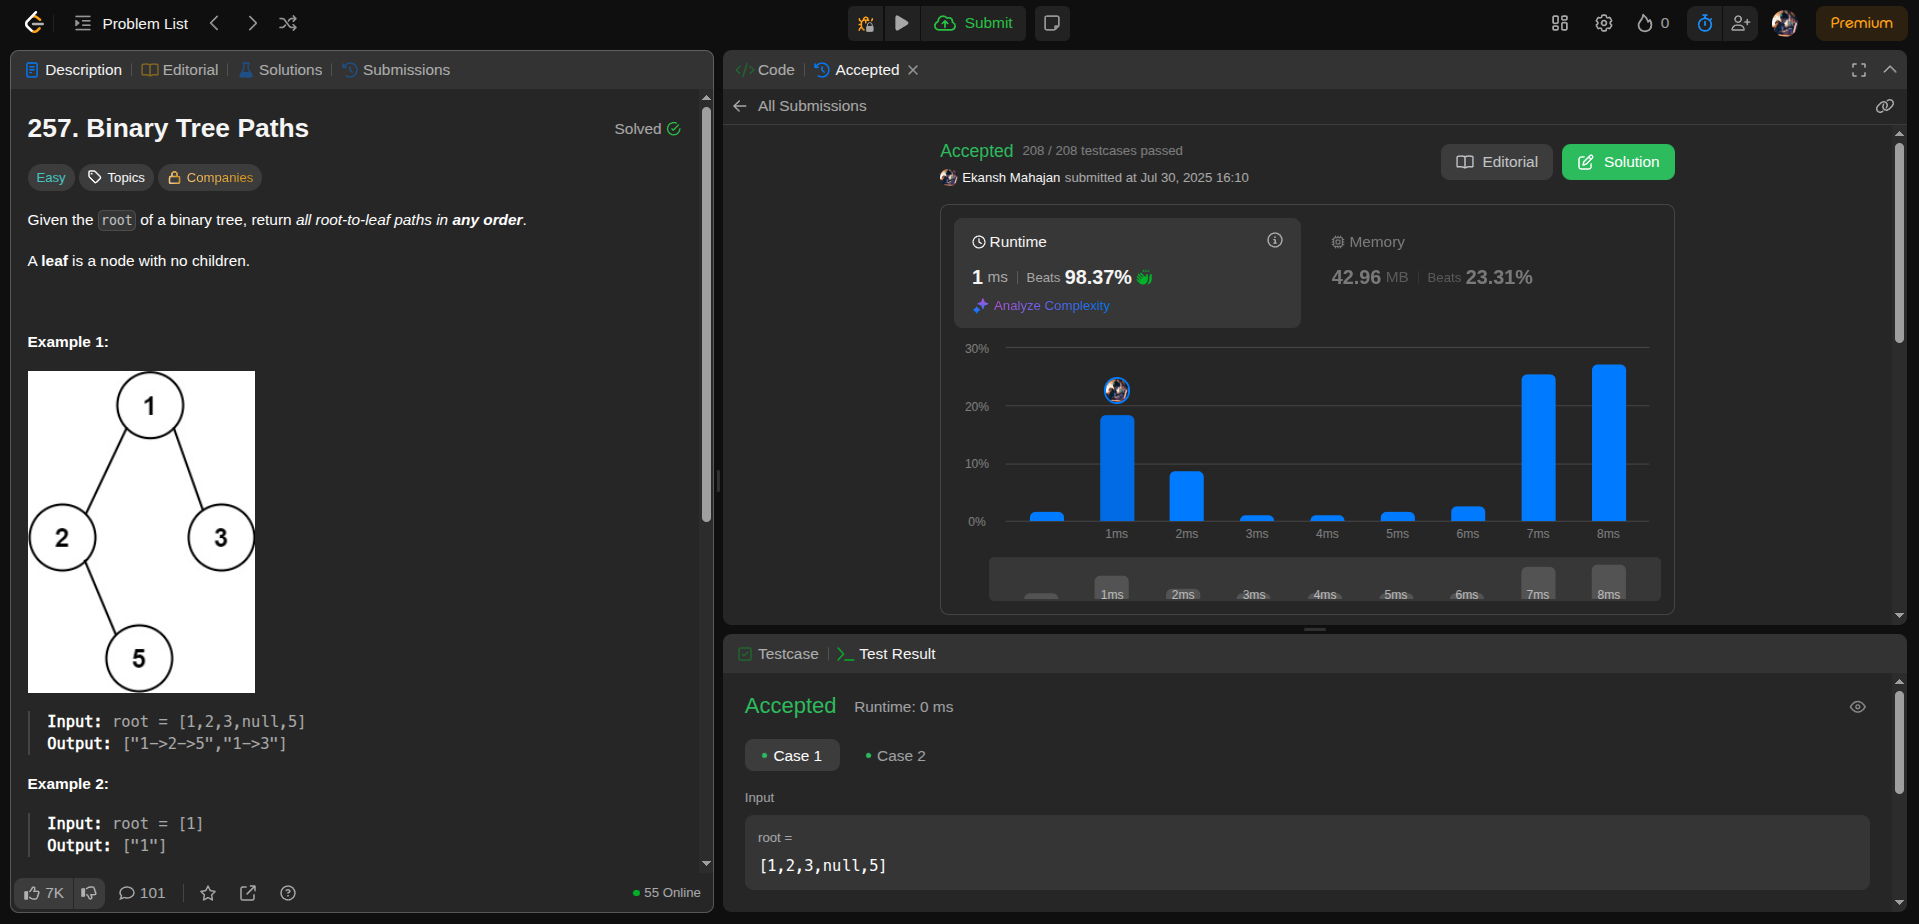 Problem List
Submit
0
Premium
Description
Editorial
Solutions
Submissions
257. Binary Tree Paths
Solved
Easy
Topics
Companies
Given the root of a binary tree, return all root-to-leaf paths in any order.
A leaf is a node with no children.
Example 1:
1
2
3
5
Input: root = [1,2,3,null,5]
Output: ["1->2->5","1->3"]
Example 2:
Input: root = [1]
Output: ["1"]
7K
101
55 Online
</> Code
Accepted
All Submissions
Accepted 208 / 208 testcases passed
Ekansh Mahajan submitted at Jul 30, 2025 16:10
Editorial
Solution
Runtime
1 ms Beats 98.37%
Analyze Complexity
Memory
42.96 MB Beats 23.31%
30%
20%
10%
0%
1ms 2ms 3ms 4ms 5ms 6ms 7ms 8ms
1ms 2ms 3ms 4ms 5ms 6ms 7ms 8ms
Testcase
Test Result
Accepted Runtime: 0 ms
Case 1
Case 2
Input
root =
[1,2,3,null,5]